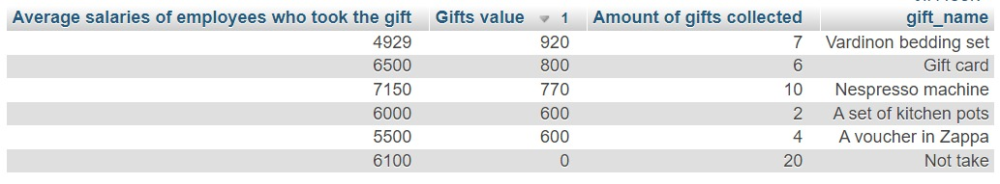 Average salaries of employees who took the gift Gifts value 1 Amount of gifts collected gift_name
4929 920 7 Vardinon bedding set
6500 800 6 Gift card
7150 770 10 Nespresso machine
6000 600 2 A set of kitchen pots
5500 600 4 A voucher in Zappa
6100 0 20 Not take